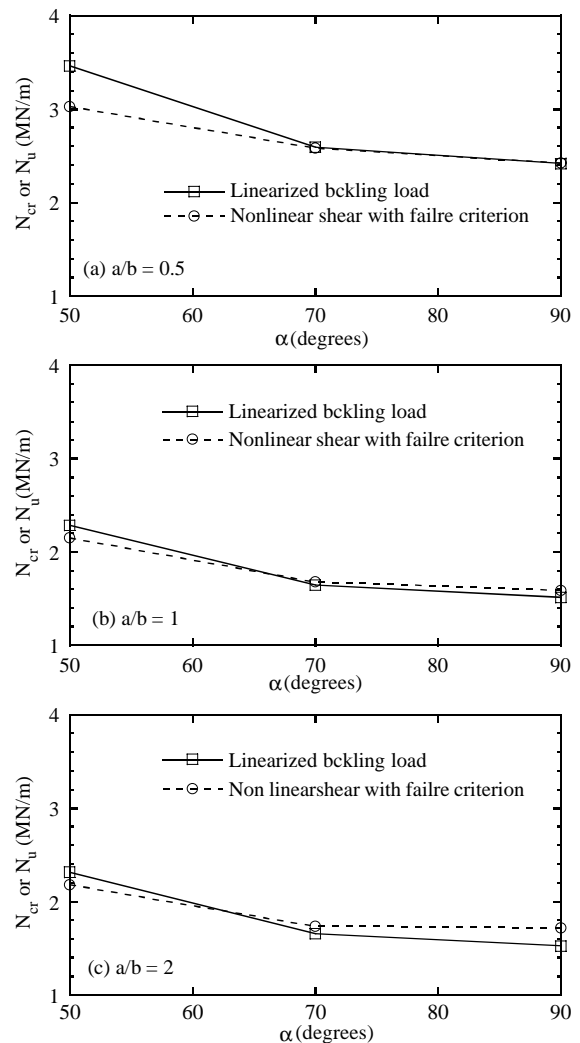 4
3
2
1
N_cr or N_u (MN/m)
Linearized bckling load
Nonlinear shear with failre criterion
(a) a/b = 0.5
50 60 70 80 90
α(degrees)
4
3
2
1
N_cr or N_u(MN/m)
Linearized bckling load
Nonlinear shear with failre criterion
(b) a/b = 1
50 60 70 80 90
α(degrees)
4
3
2
1
N_cr or N_u (MN/m)
Linearized bckling load
Non linearshear with failre criterion
(c) a/b = 2
50 60 70 80 90
α(degrees)